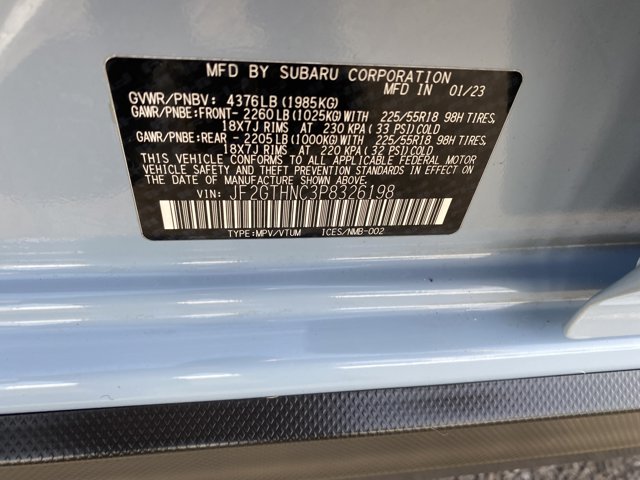 MFD BY SUBARU CORPORATION
MFD IN 01/23
GVWR/PNBV: 4376LB (1985KG)
GAWR/PNBE: FRONT- 2260LB (1025KG) WITH 225/55R18 98H TIRES,
18X7J RIMS AT 230 KPA ( 33 PSI) COLD
GAWR/PNBE: REAR - 2205LB (1000KG) WITH 225/55R18 98H TIRES,
18X7J RIMS AT 220 KPA ( 32 PSI) COLD
THIS VEHICLE CONFORMS TO ALL APPLICABLE FEDERAL MOTOR
VEHICLE SAFETY AND THEFT PREVENTION STANDARDS IN EFFECT
ON THE DATE OF MANUFACTURE SHOWN ABOVE.
VIN: JF2GTHNC3P8326198
TYPE:MPV/VTUM 1CES/NMB-002